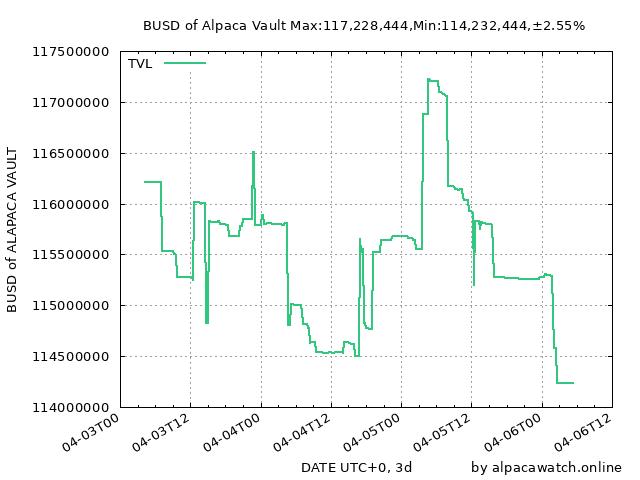 BUSD of Alpaca Vault Max:117,228,444,Min:114,232,444,±2.55%
TVL
117500000
117000000
116500000
116000000
115500000
115000000
114500000
114000000
BUSD of ALAPACA VAULT
04-03T00
04-03T12
04-04T00
04-04T12
04-05T00
04-05T12
04-06T00
04-06T12
DATE UTC+0, 3d
by alpacawatch.online